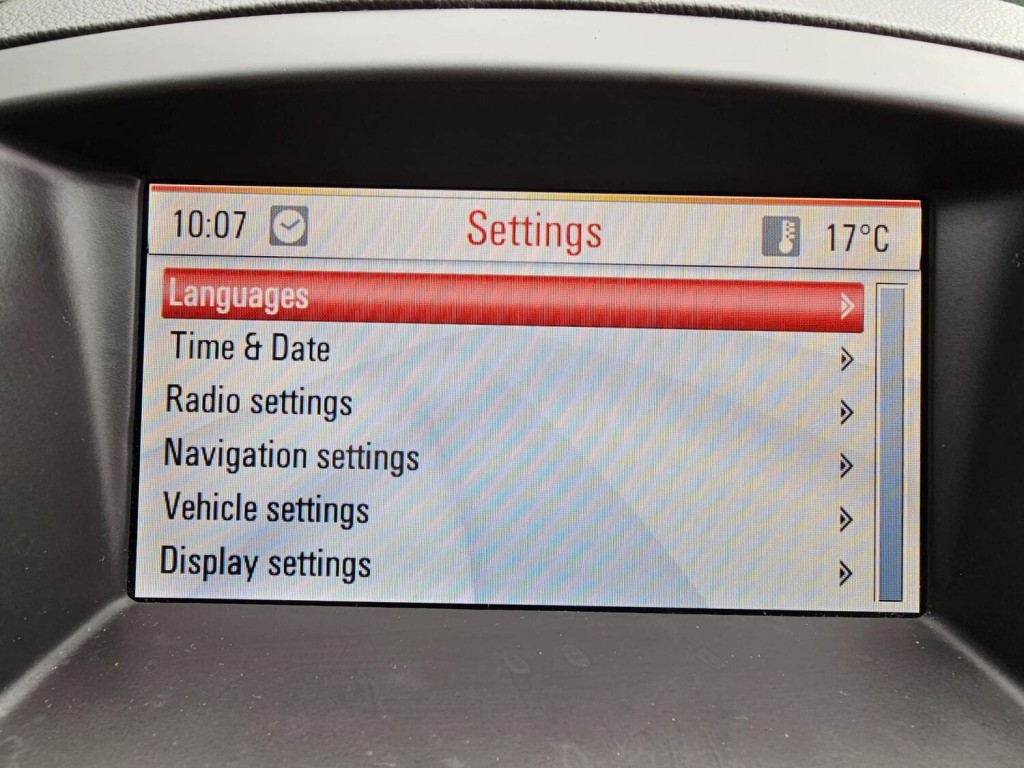 10:07 Settings 17°C
Languages
Time & Date
Radio settings
Navigation settings
Vehicle settings
Display settings